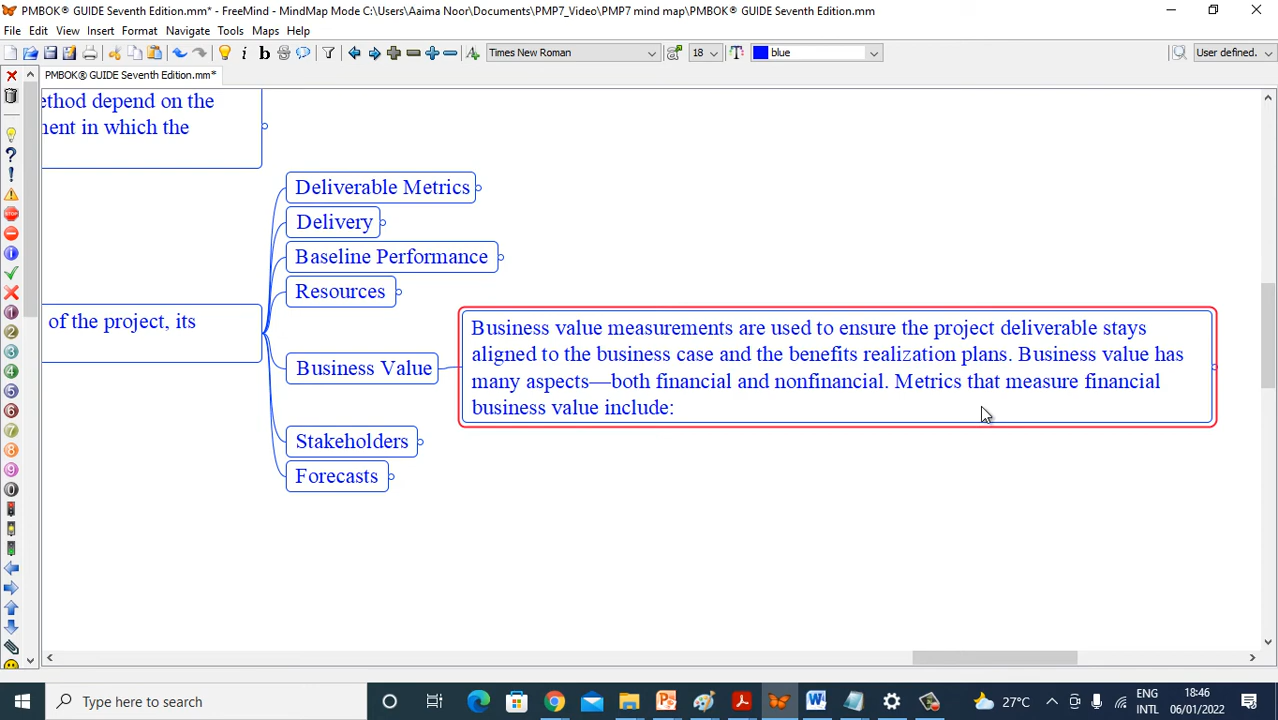 PMBOK® GUIDE Seventh Edition.mm* - FreeMind - MindMap Mode C:\Users\Aaima Noor\Documents\PMP7_Video\PMP7 mind map\PMBOK® GUIDE Seventh Edition.mm
File Edit View Insert Format Navigate Tools Maps Help
Times New Roman 18 blue User defined.
PMBOK® GUIDE Seventh Edition.mm*
ethod depend on the
ment in which the
Deliverable Metrics
Delivery
Baseline Performance
Resources
of the project, its
Business Value
Business value measurements are used to ensure the project deliverable stays
aligned to the business case and the benefits realization plans. Business value has
many aspects—both financial and nonfinancial. Metrics that measure financial
business value include:
Stakeholders
Forecasts
Type here to search
27°C
ENG
INTL
18:46
06/01/2022